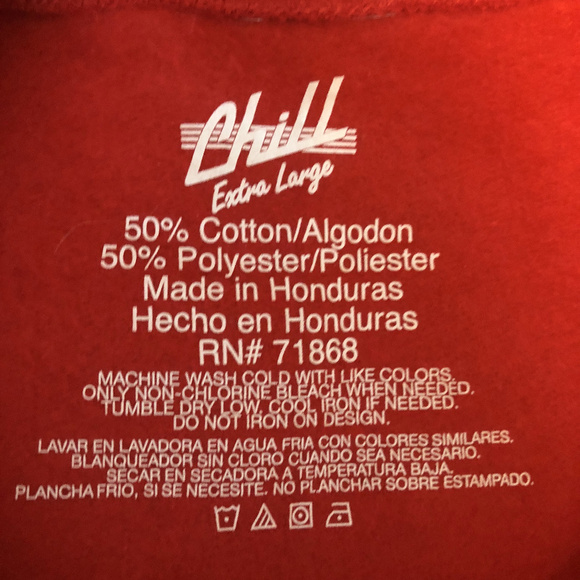 Chill
Extra Large
50% Cotton/Algodon
50% Polyester/Poliester
Made in Honduras
Hecho en Honduras
RN# 71868
MACHINE WASH COLD WITH LIKE COLORS.
ONLY NON-CHLORINE BLEACH WHEN NEEDED.
TUMBLE DRY LOW. COOL IRON IF NEEDED.
DO NOT IRON ON DESIGN.
LAVAR EN LAVADORA EN AGUA FRIA CON COLORES SIMILARES.
BLANQUEADOR SIN CLORO CUANDO SEA NECESARIO.
SECAR EN SECADORA A TEMPERATURA BAJA.
PLANCHA FRIO, SI SE NECESITE. NO PLANCHAR SOBRE ESTAMPADO.